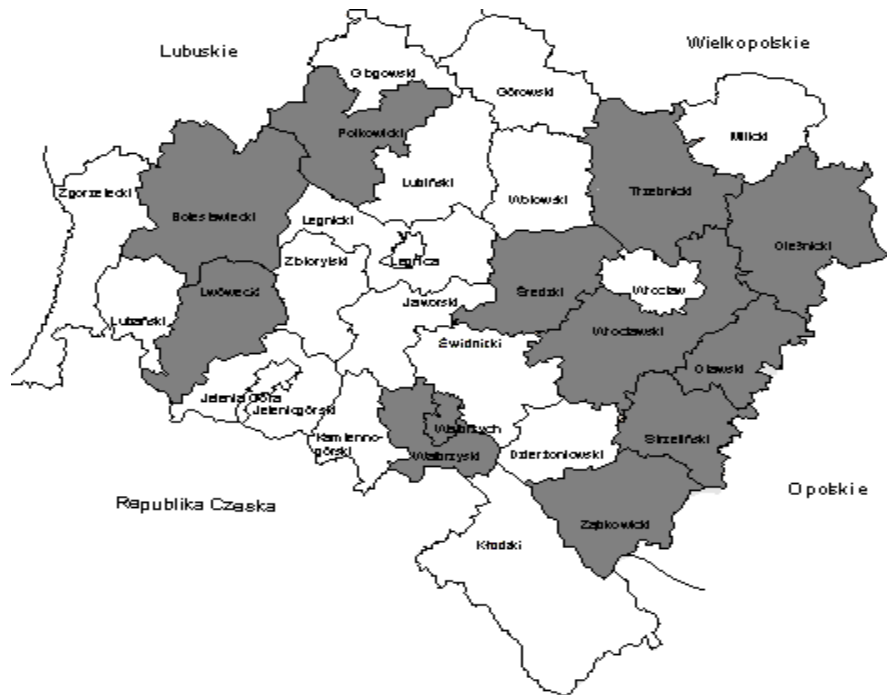 Lubuskie
Wielkopolskie
Głogowski
Górowski
Polkowicki
Milicki
Zgorzelecki
Lubiński
Wołowski
Trzebnicki
Bolesławiecki
Legnicki
Oleśnicki
Złotoryjski
Legnica
Lwówecki
Średzki
Wrocław
Jaworski
Lubański
Wrocławski
Świdnicki
Oławski
Jelenia Góra
Jeleniogórski
Wałbrzych
Kamienno-
górski
Wałbrzyski
Dzierżoniowski
Strzeliński
Republika Czeska
Opolskie
Ząbkowicki
Kłodzki